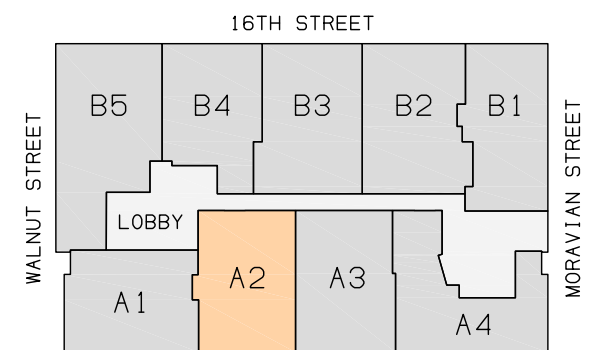 16TH STREET
WALNUT STREET
B5
B4
B3
B2
B1
MORAVIAN STREET
LOBBY
A1
A2
A3
A4